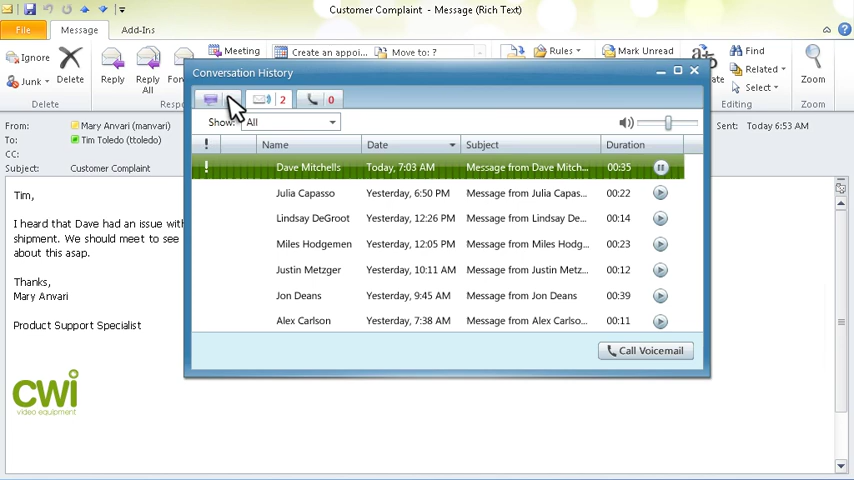 Customer Complaint - Message (Rich Text)
File
Message
Add-Ins
Ignore
Junk
Delete
Reply
Reply All
Meeting
Create an appoi...
Move to: ?
Rules
Mark Unread
Find
Related
Select
Zoom
Delete
Editing
Zoom
From: Mary Anvari (manvari)
Sent: Today 6:53 AM
To: Tim Toledo (ttoledo)
CC:
Subject: Customer Complaint
Tim,
I heard that Dave had an issue with
shipment. We should meet to see
about this asap.
Thanks,
Mary Anvari
Product Support Specialist
CWI
video equipment
Conversation History
2
0
Show: All
! Name Date Subject Duration
! Dave Mitchells Today, 7:03 AM Message from Dave Mitch... 00:35
Julia Capasso Yesterday, 6:50 PM Message from Julia Capas... 00:22
Lindsay DeGroot Yesterday, 12:26 PM Message from Lindsay De... 00:14
Miles Hodgemen Yesterday, 12:05 PM Message from Miles Hodg... 00:23
Justin Metzger Yesterday, 10:11 AM Message from Justin Metz... 00:12
Jon Deans Yesterday, 9:45 AM Message from Jon Deans 00:39
Alex Carlson Yesterday, 7:38 AM Message from Alex Carlso... 00:11
Call Voicemail